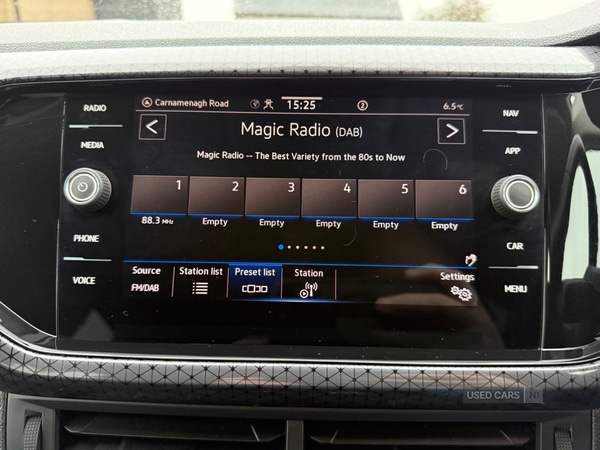 RADIO
MEDIA
PHONE
VOICE
Carnamenagh Road
15:25
2
6.5°C
Magic Radio (DAB)
Magic Radio -- The Best Variety from the 80s to Now
1 2 3 4 5 6
88.3 MHz Empty Empty Empty Empty Empty
Source Station list Preset list Station Settings
FM/DAB
NAV
APP
CAR
MENU
USED CARS NI